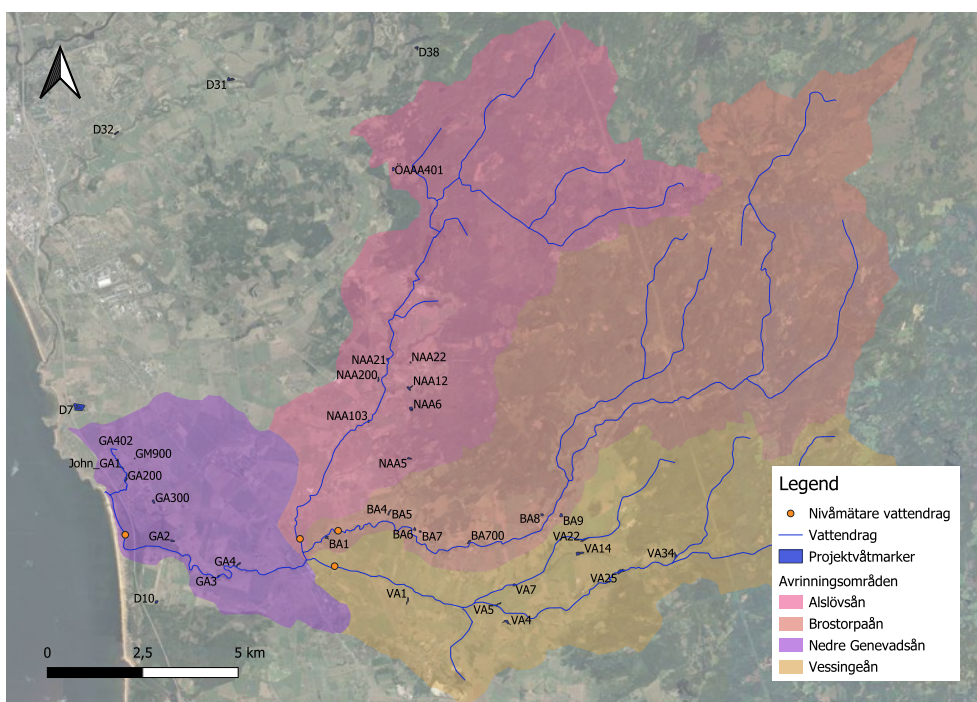 D38
D31
D32
ÖAAA401
NAA21
NAA22
NAA200
NAA12
NAA6
NAA103
D7
GA402
GM900
John_GA1
GA200
NAA5
GA300
BA4
BA5
BA8
BA9
GA2
BA1
BA6
BA7
BA700
VA22
VA14
VA34
GA4
GA3
VA25
D10
VA1
VA7
VA5
VA4
0
2,5
5 km
Legend
Nivåmätare vattendrag
Vattendrag
Projektvåtmarker
Avrinningsområden
Alslövsån
Brostorpaån
Nedre Genevadsån
Vessingeån